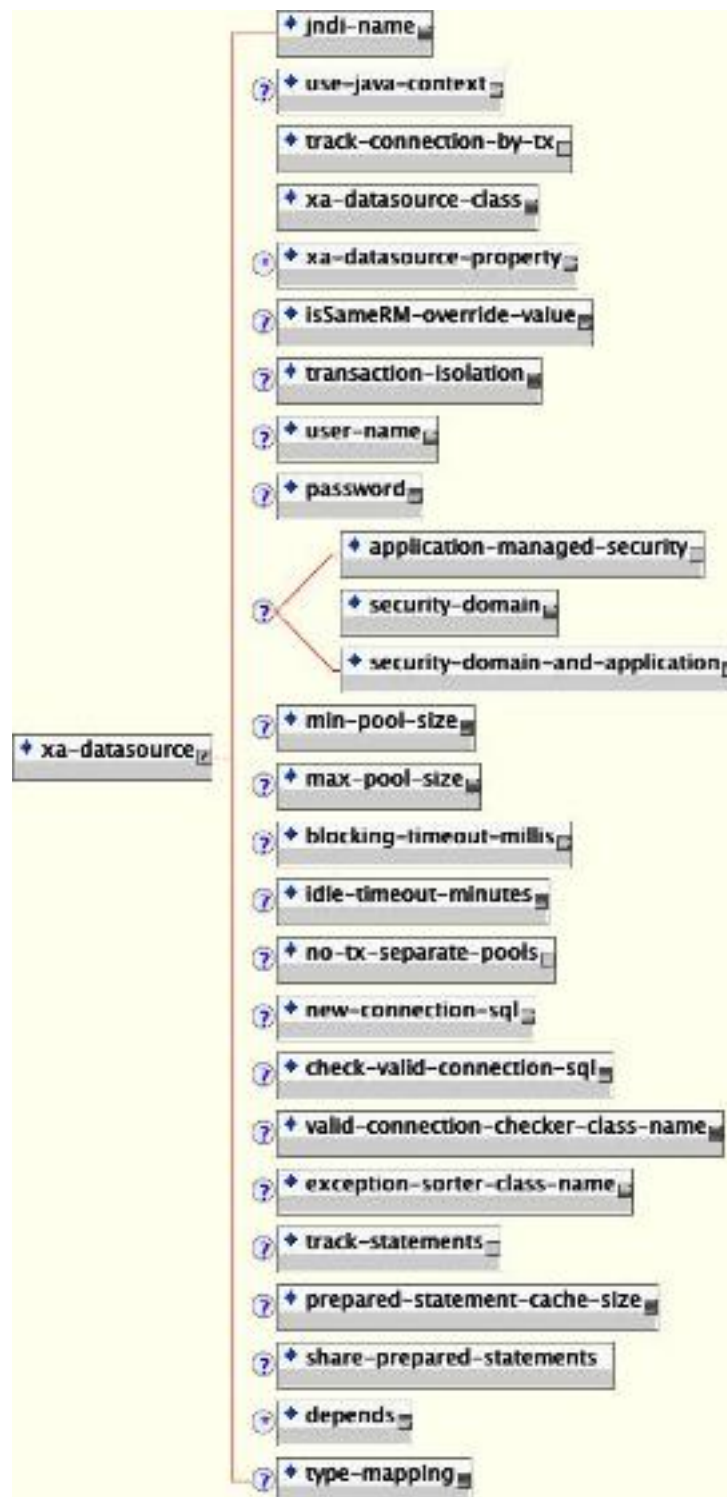 jndi-name
? use-java-context
track-connection-by-tx
xa-datasource-class
* xa-datasource-property
? isSameRM-override-value
? transaction-isolation
? user-name
? password
application-managed-security
? security-domain
security-domain-and-application
? min-pool-size
xa-datasource
? max-pool-size
? blocking-timeout-millis
? idle-timeout-minutes
? no-tx-separate-pools
? new-connection-sql
? check-valid-connection-sql
? valid-connection-checker-class-name
? exception-sorter-class-name
? track-statements
? prepared-statement-cache-size
? share-prepared-statements
* depends
? type-mapping